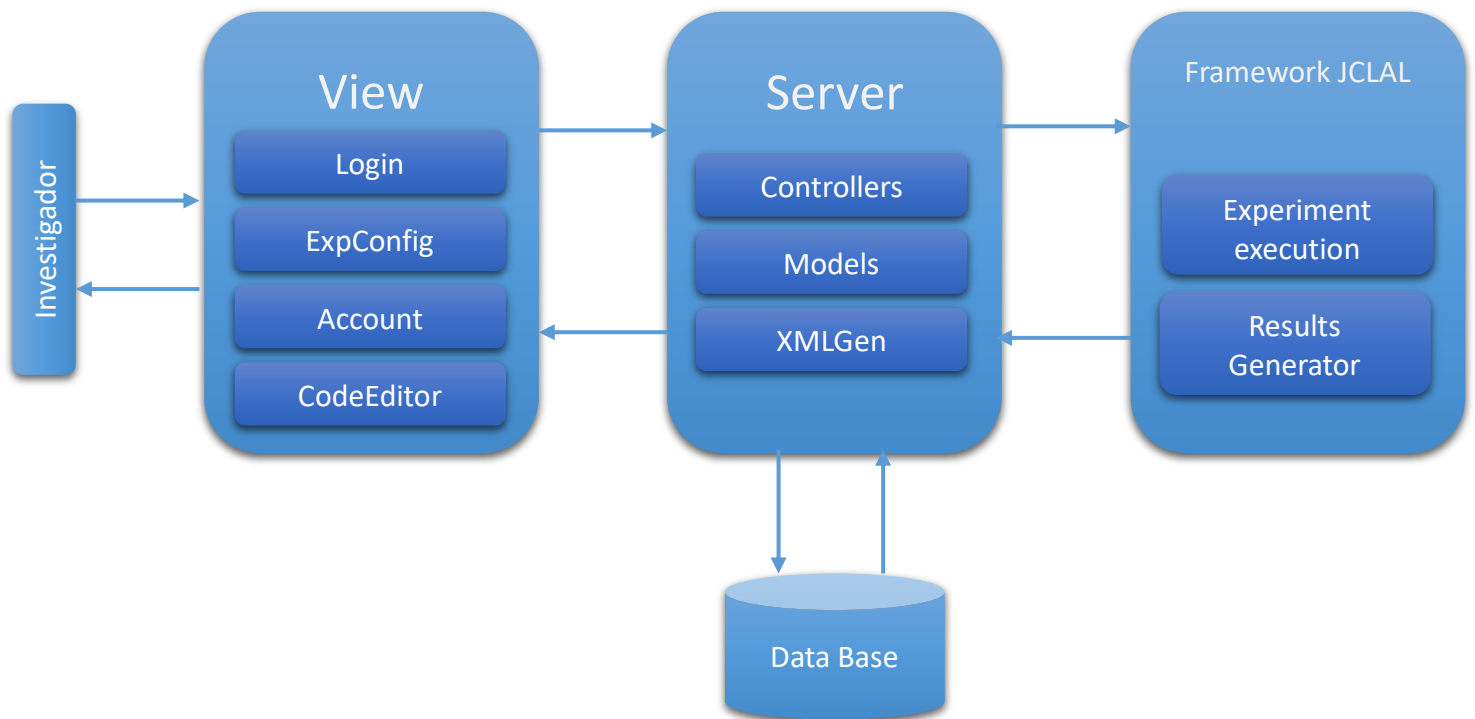 Investigador
View
Login
ExpConfig
Account
CodeEditor
Server
Controllers
Models
XMLGen
Framework JCLAL
Experiment
execution
Results
Generator
Data Base